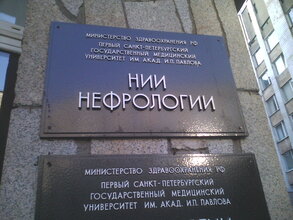 МИНИСТЕРСТВО ЗДРАВООХРАНЕНИЯ РФ
ПЕРВЫЙ САНКТ-ПЕТЕРБУРГСКИЙ
ГОСУДАРСТВЕННЫЙ МЕДИЦИНСКИЙ
УНИВЕРСИТЕТ ИМ. АКАД. И.П. ПАВЛОВА
НИИ
НЕФРОЛОГИИ
МИНИСТЕРСТВО ЗДРАВООХРАНЕНИЯ РФ
ПЕРВЫЙ САНКТ-ПЕТЕРБУРГСКИЙ
ГОСУДАРСТВЕННЫЙ МЕДИЦИНСКИЙ
УНИВЕРСИТЕТ ИМ. АКАД. И.П. ПАВЛОВА